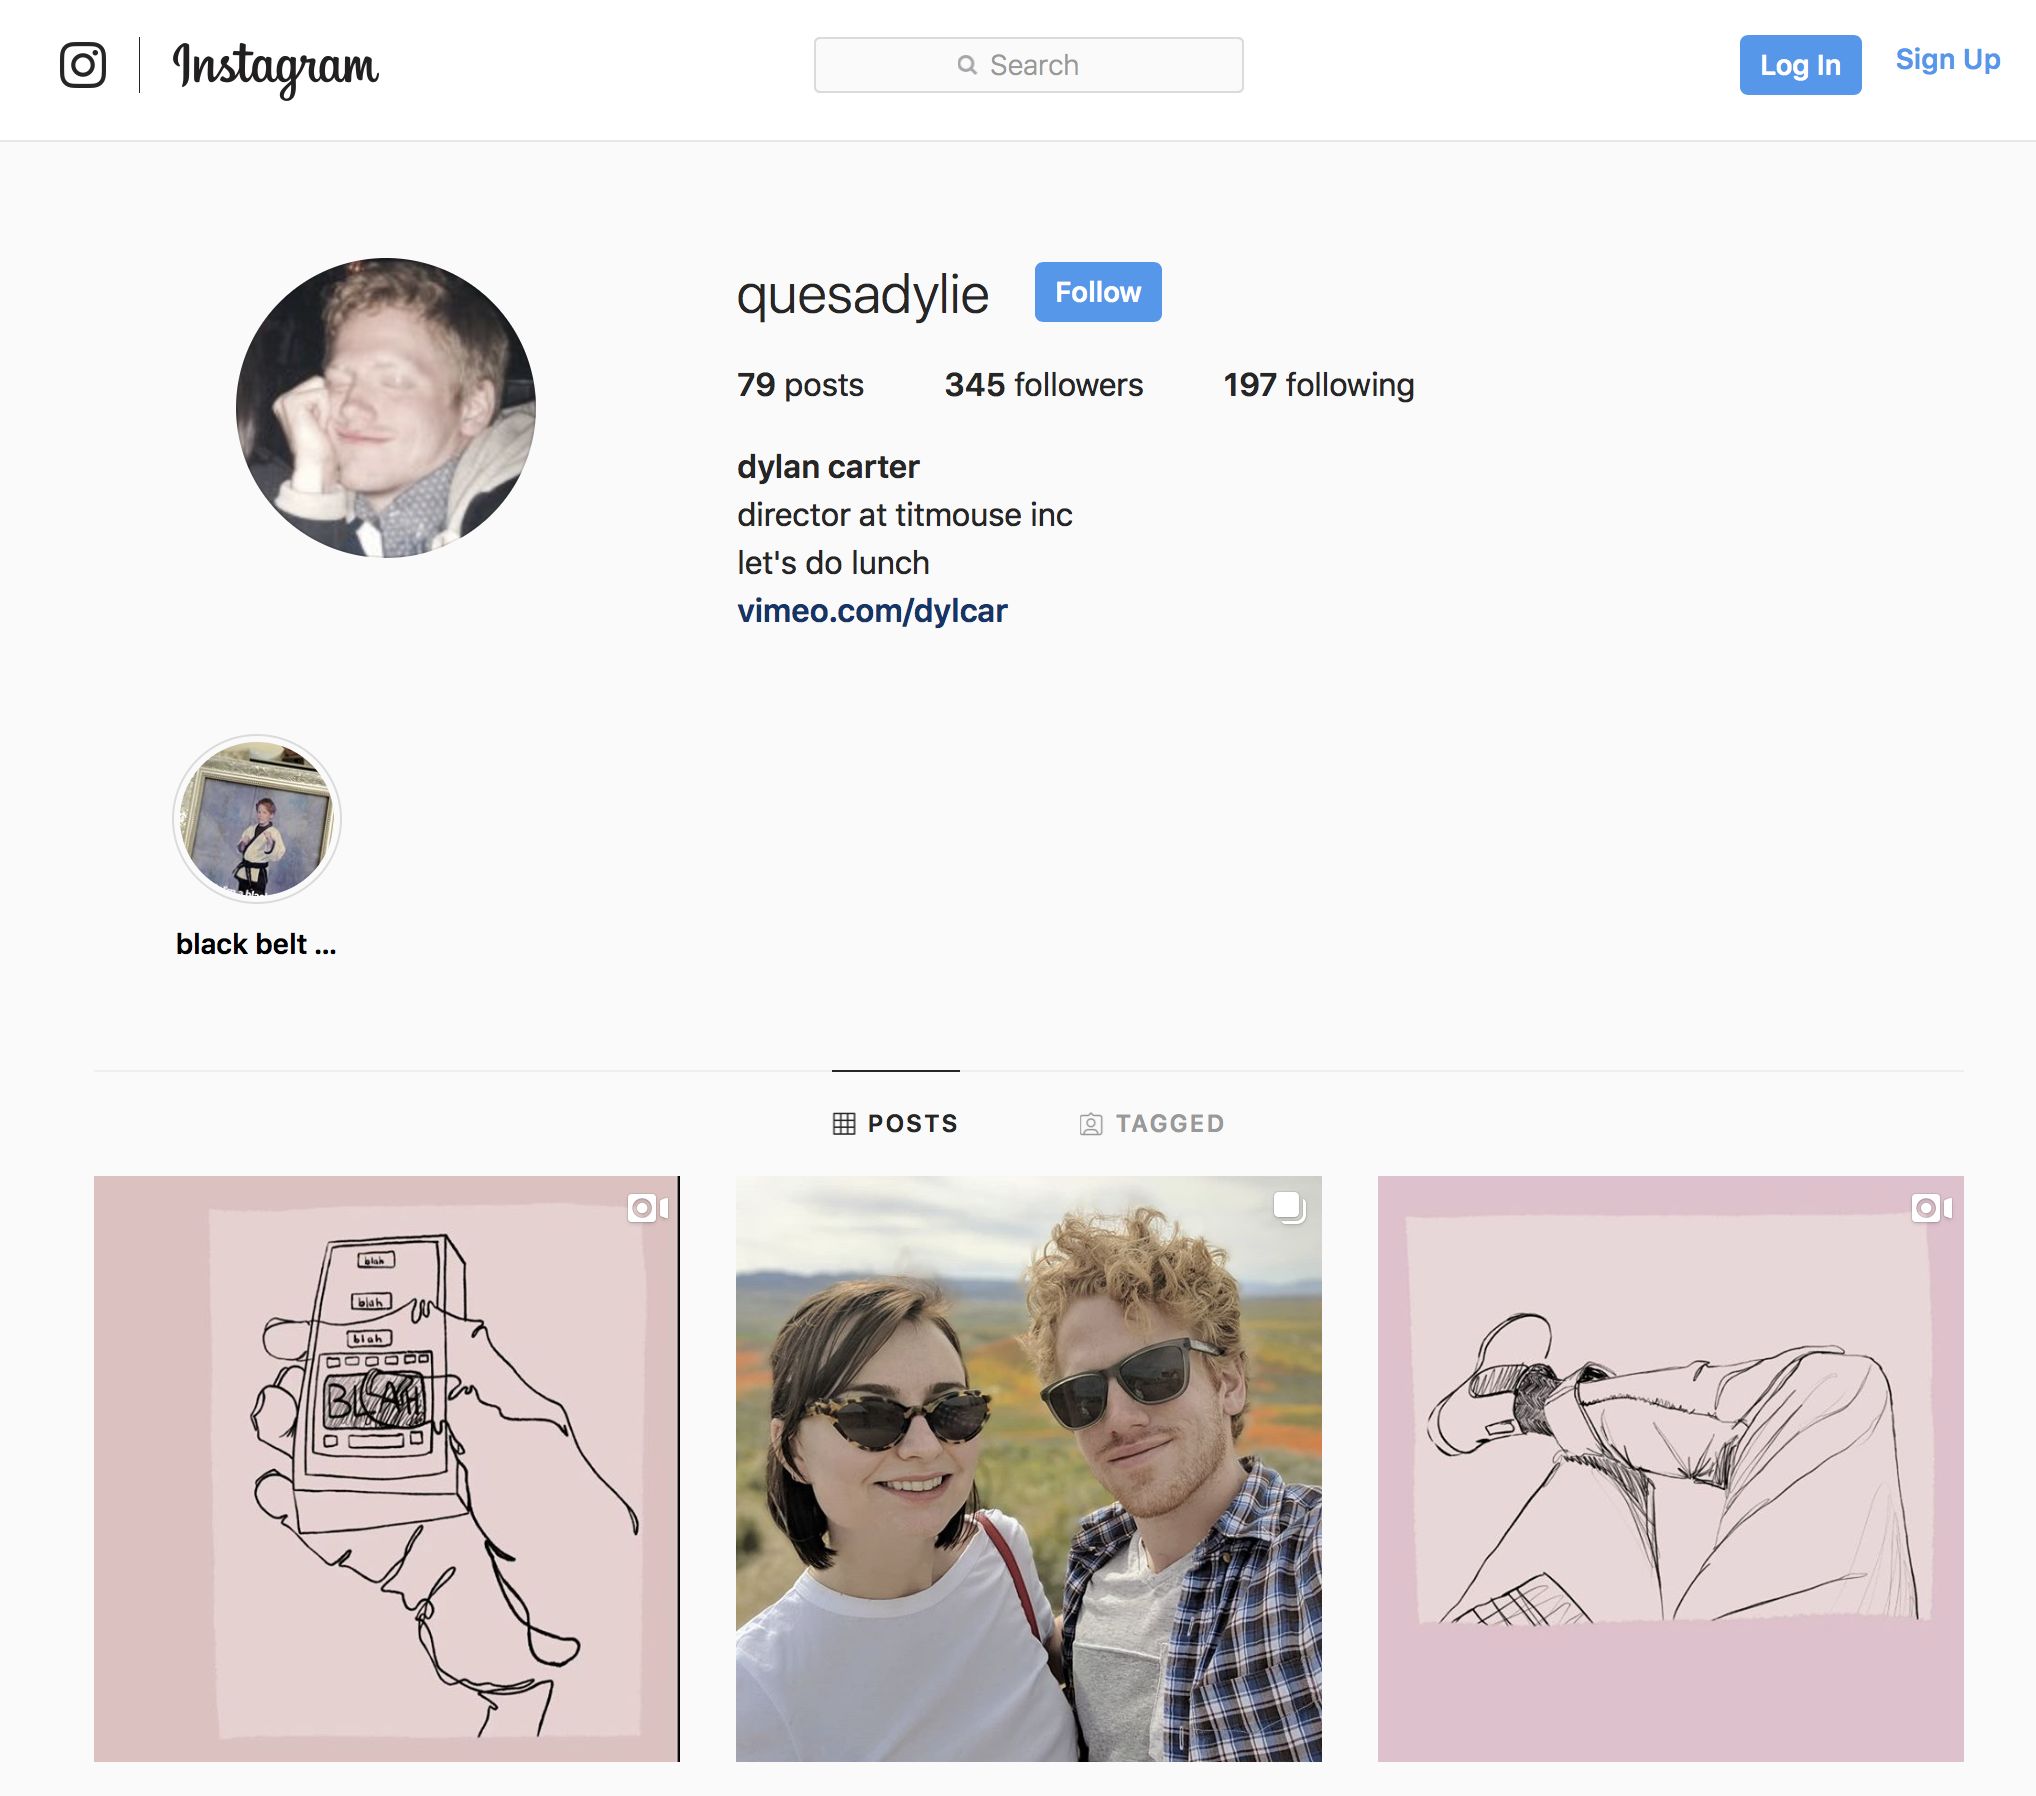 Instagram
Search
Log In
Sign Up
quesadylie
Follow
79 posts 345 followers 197 following
dylan carter
director at titmouse inc
let's do lunch
vimeo.com/dylcar
black belt ...
POSTS
TAGGED
blah
blah
blah
BLAH